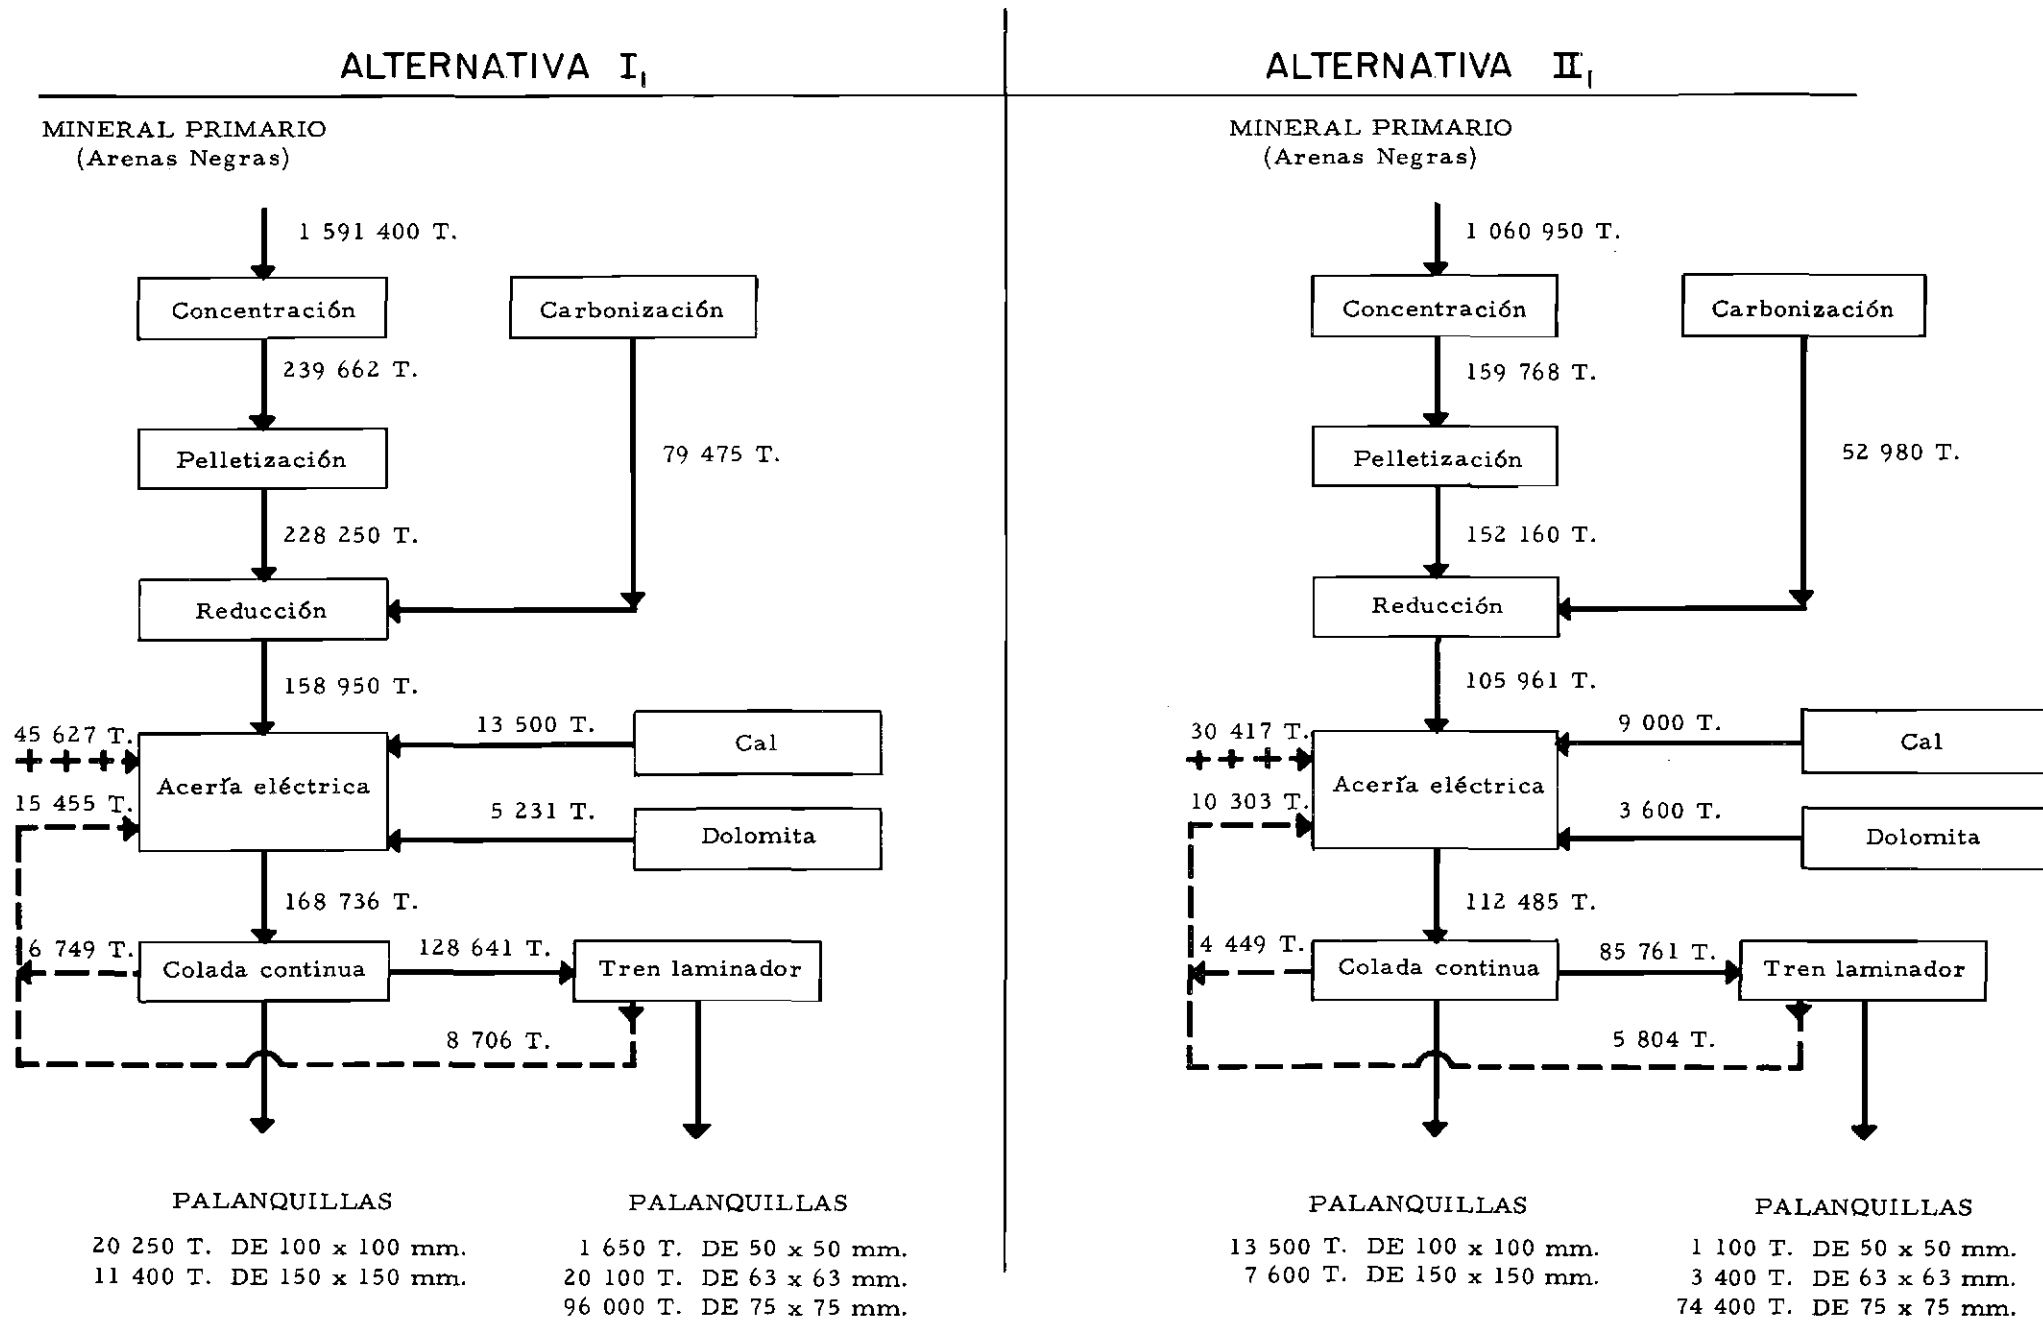 ALTERNATIVA I₁
MINERAL PRIMARIO
(Arenas Negras)
1 591 400 T.
Concentración
Carbonización
239 662 T.
Pelletización
79 475 T.
228 250 T.
Reducción
158 950 T.
45 627 T.
13 500 T.
Cal
Acería eléctrica
15 455 T.
5 231 T.
Dolomita
168 736 T.
6 749 T.
Colada continua
128 641 T.
Tren laminador
8 706 T.
PALANQUILLAS
20 250 T. DE 100 x 100 mm.
11 400 T. DE 150 x 150 mm.
PALANQUILLAS
1 650 T. DE 50 x 50 mm.
20 100 T. DE 63 x 63 mm.
96 000 T. DE 75 x 75 mm.
ALTERNATIVA II₁
MINERAL PRIMARIO
(Arenas Negras)
1 060 950 T.
Concentración
Carbonización
159 768 T.
Pelletización
52 980 T.
152 160 T.
Reducción
105 961 T.
30 417 T.
9 000 T.
Cal
Acería eléctrica
10 303 T.
3 600 T.
Dolomita
112 485 T.
4 449 T.
Colada continua
85 761 T.
Tren laminador
5 804 T.
PALANQUILLAS
13 500 T. DE 100 x 100 mm.
7 600 T. DE 150 x 150 mm.
PALANQUILLAS
1 100 T. DE 50 x 50 mm.
3 400 T. DE 63 x 63 mm.
74 400 T. DE 75 x 75 mm.